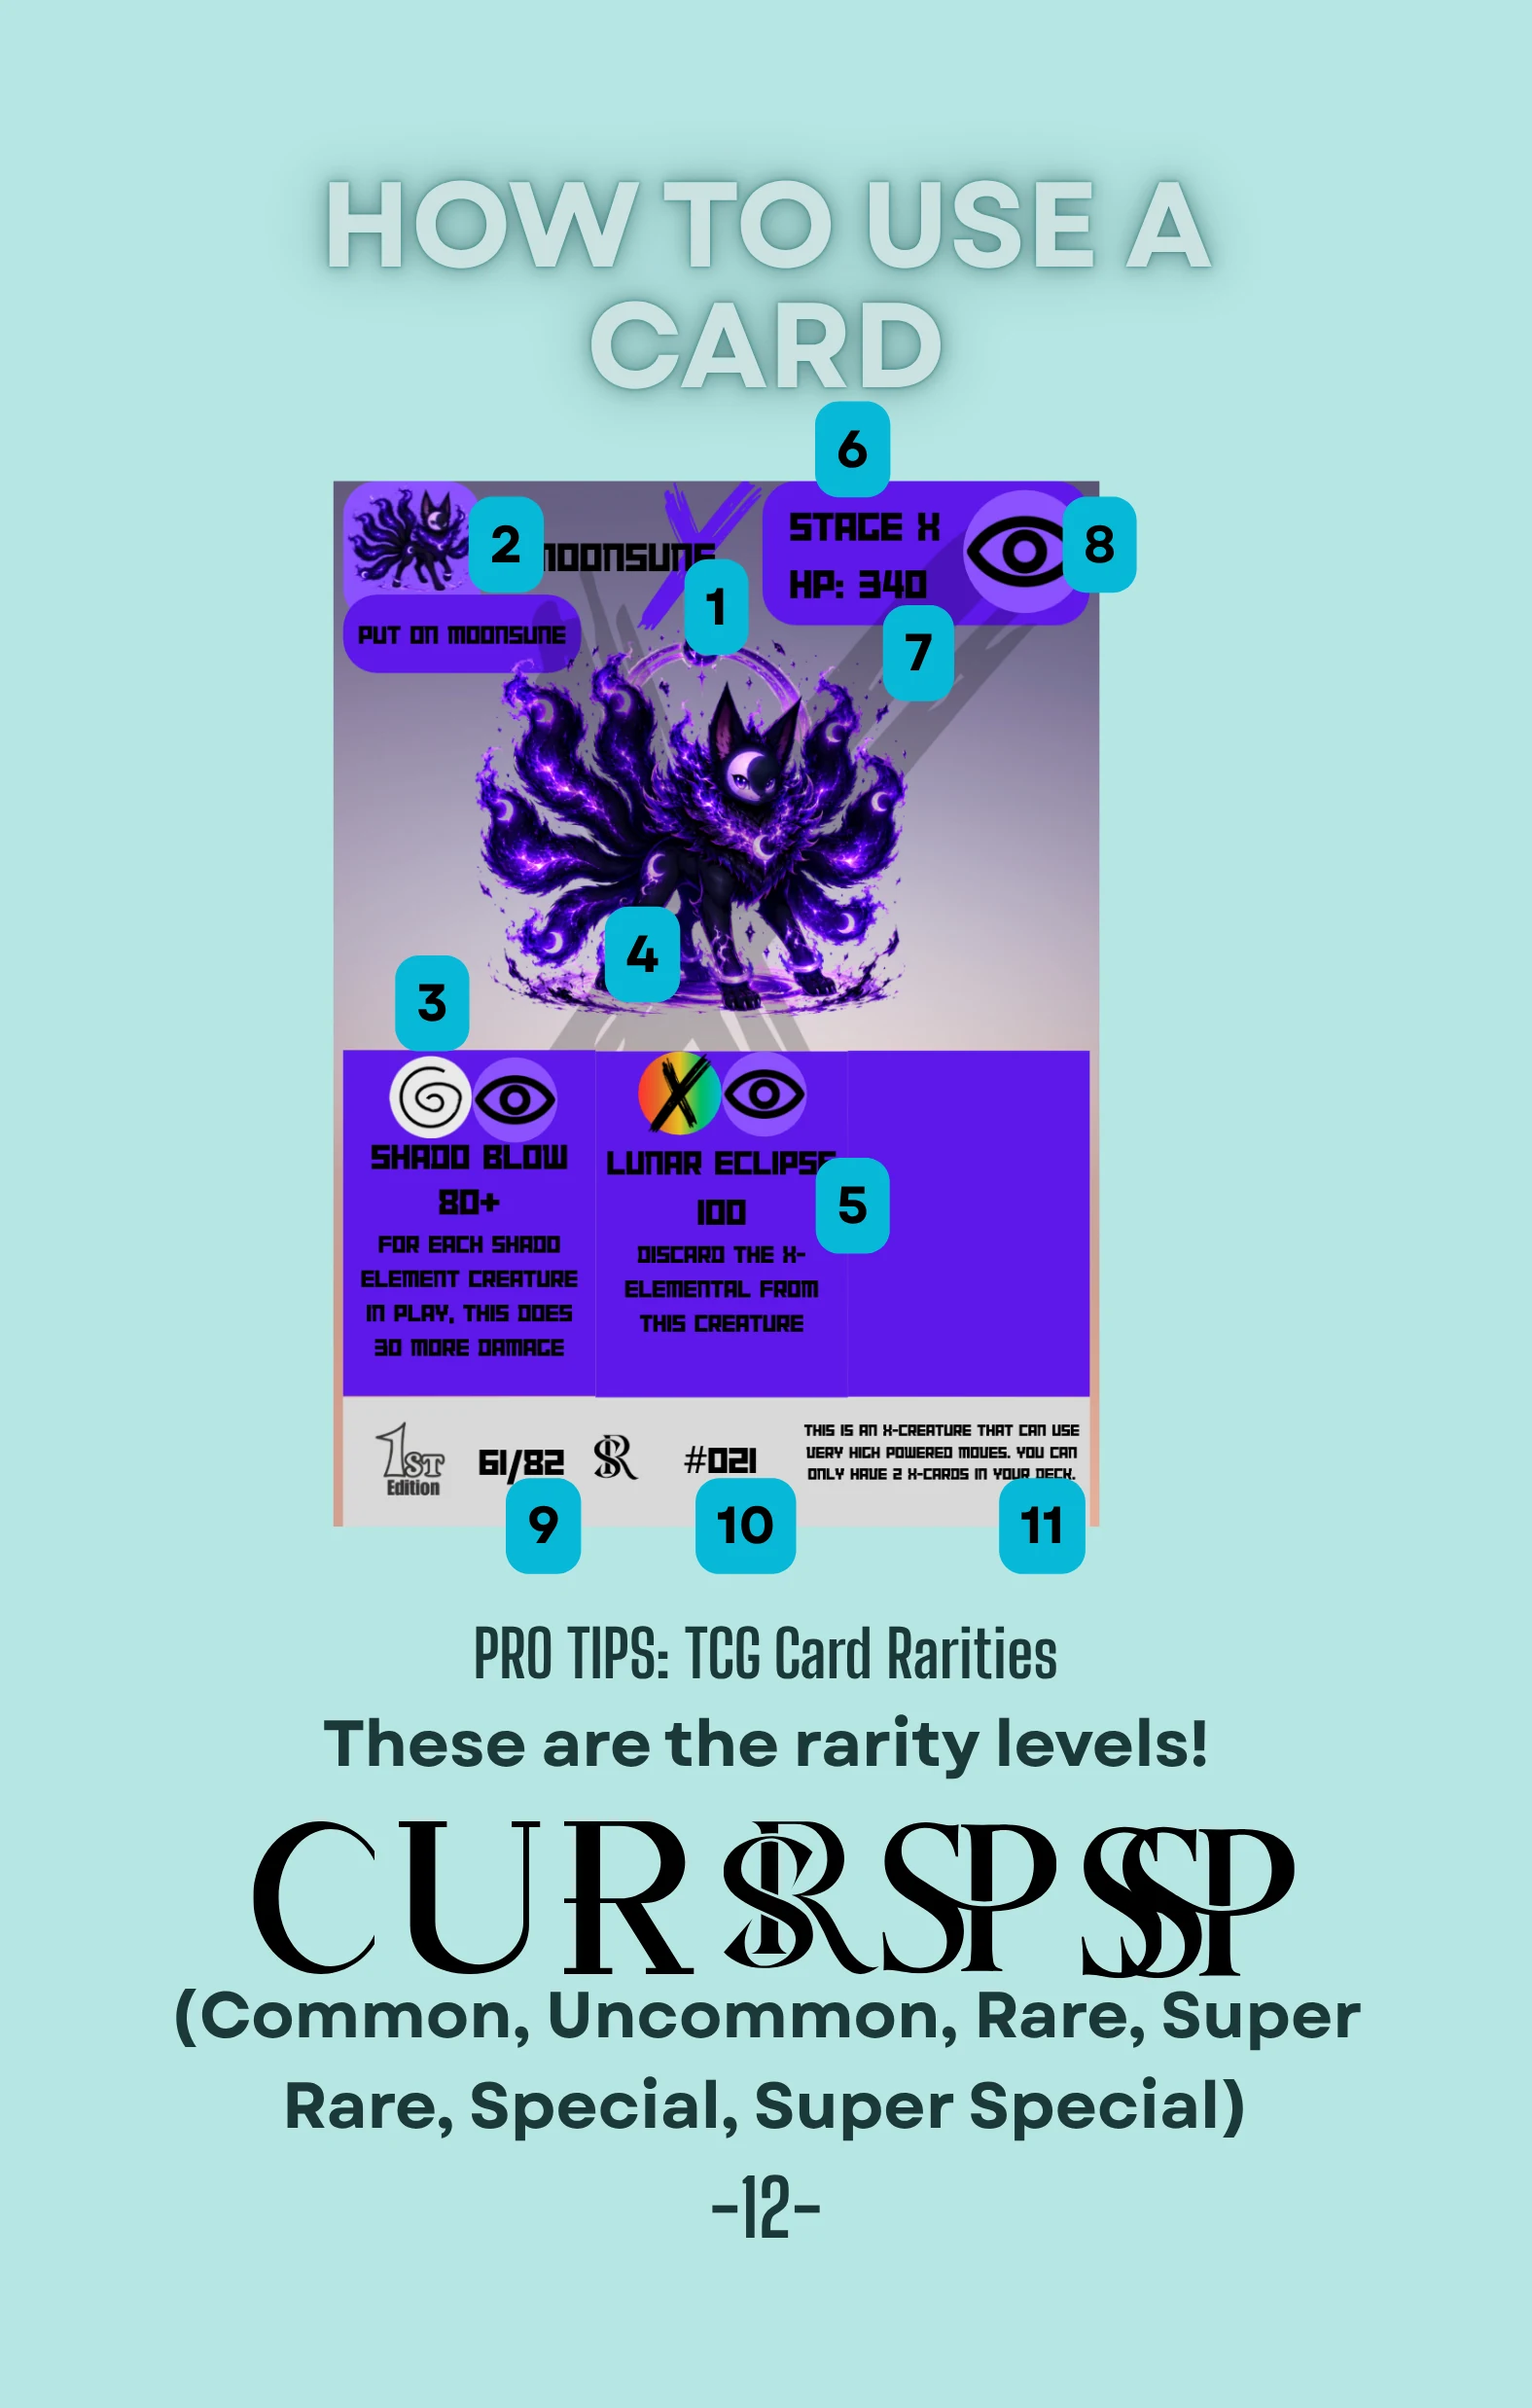 HOW TO USE A
CARD
6
2
MOONSUNE X
STAGE X
8
HP: 340
1
PUT ON MOONSUNE
7
4
3
X
SHADO BLOW
80+
FOR EACH SHADO
ELEMENT CREATURE
IN PLAY, THIS DOES
30 MORE DAMAGE
LUNAR ECLIPSE
100
5
DISCARD THE X-
ELEMENTAL FROM
THIS CREATURE
1ST
Edition
61/82
SR
#021
THIS IS AN X-CREATURE THAT CAN USE
VERY HIGH POWERED MOVES. YOU CAN
ONLY HAVE 2 X-CARDS IN YOUR DECK.
9
10
11
PRO TIPS: TCG Card Rarities
These are the rarity levels!
C U R SR SP SSP
(Common, Uncommon, Rare, Super
Rare, Special, Super Special)
-12-